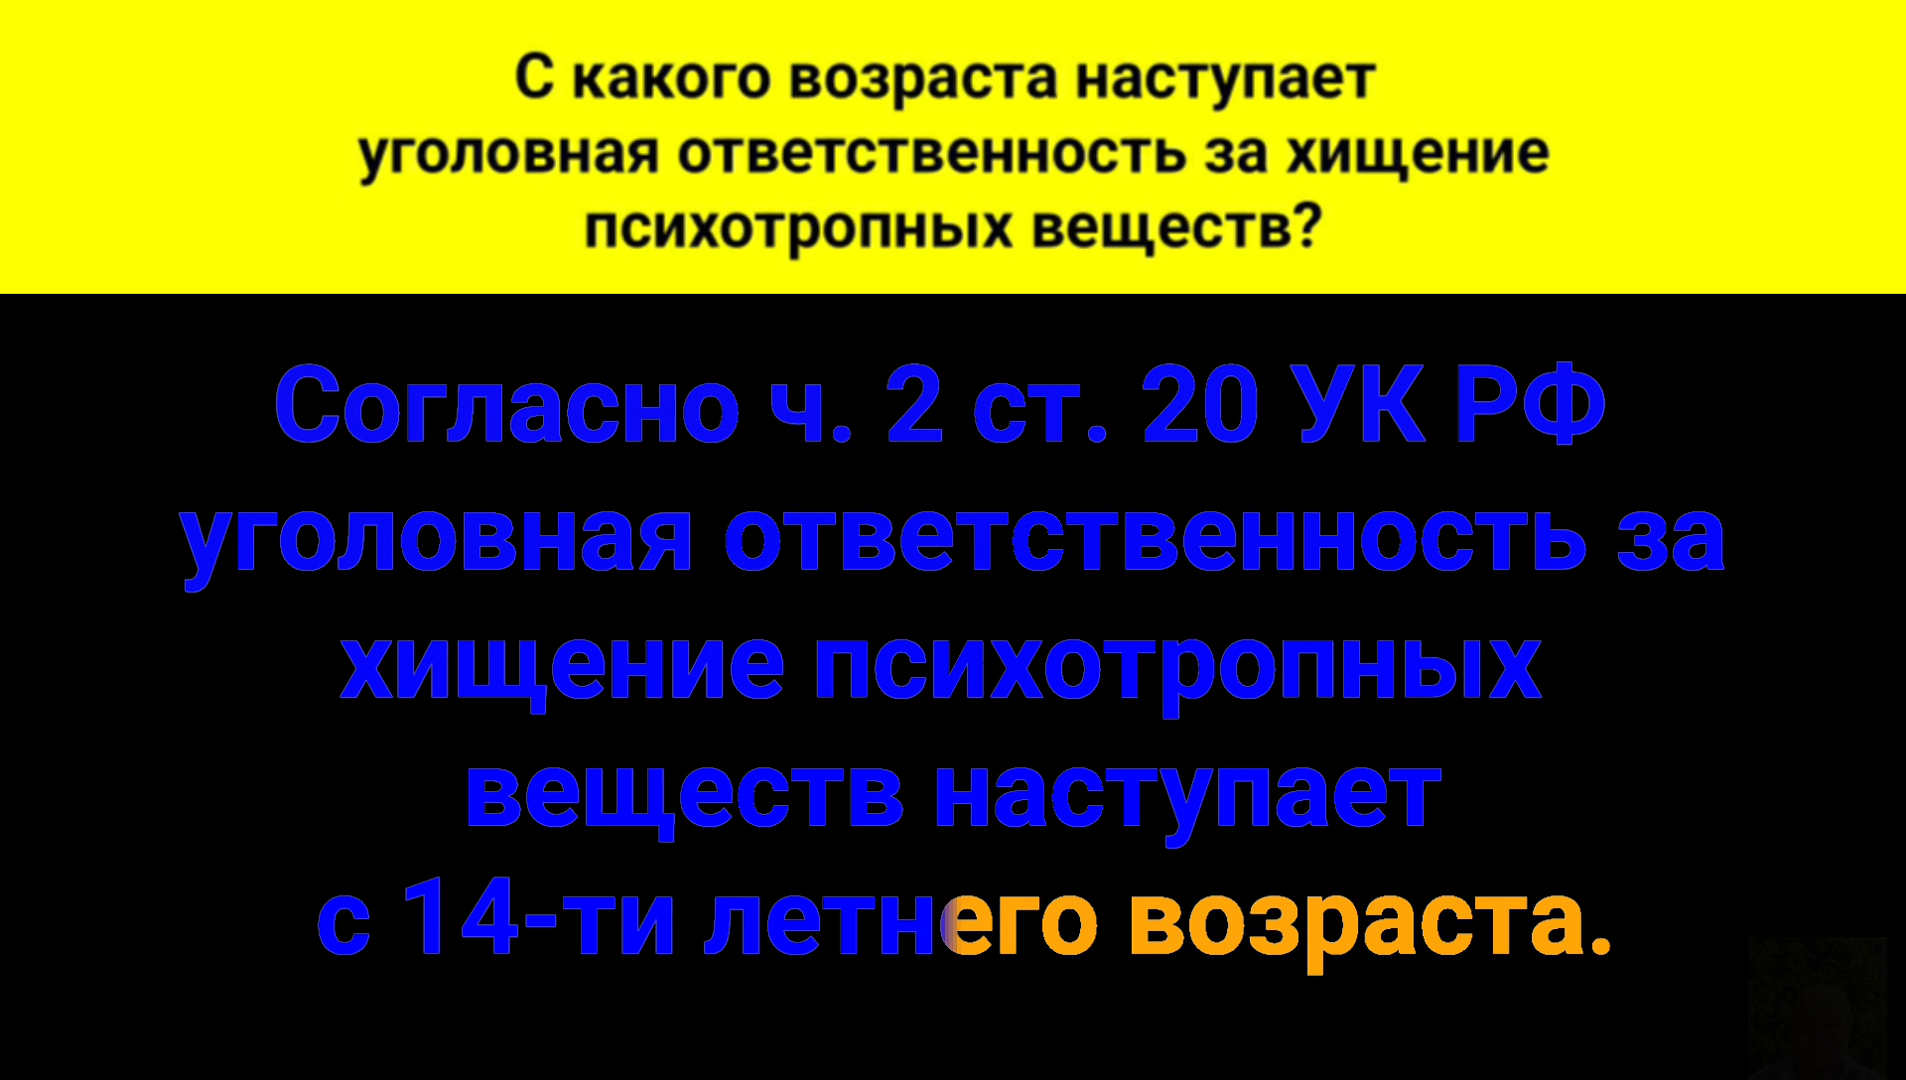 С какого возраста наступает
уголовная ответственность за хищение
психотропных веществ?
Согласно ч. 2 ст. 20 УК РФ
уголовная ответственность за
хищение психотропных
веществ наступает
с 14-ти летнего возраста.